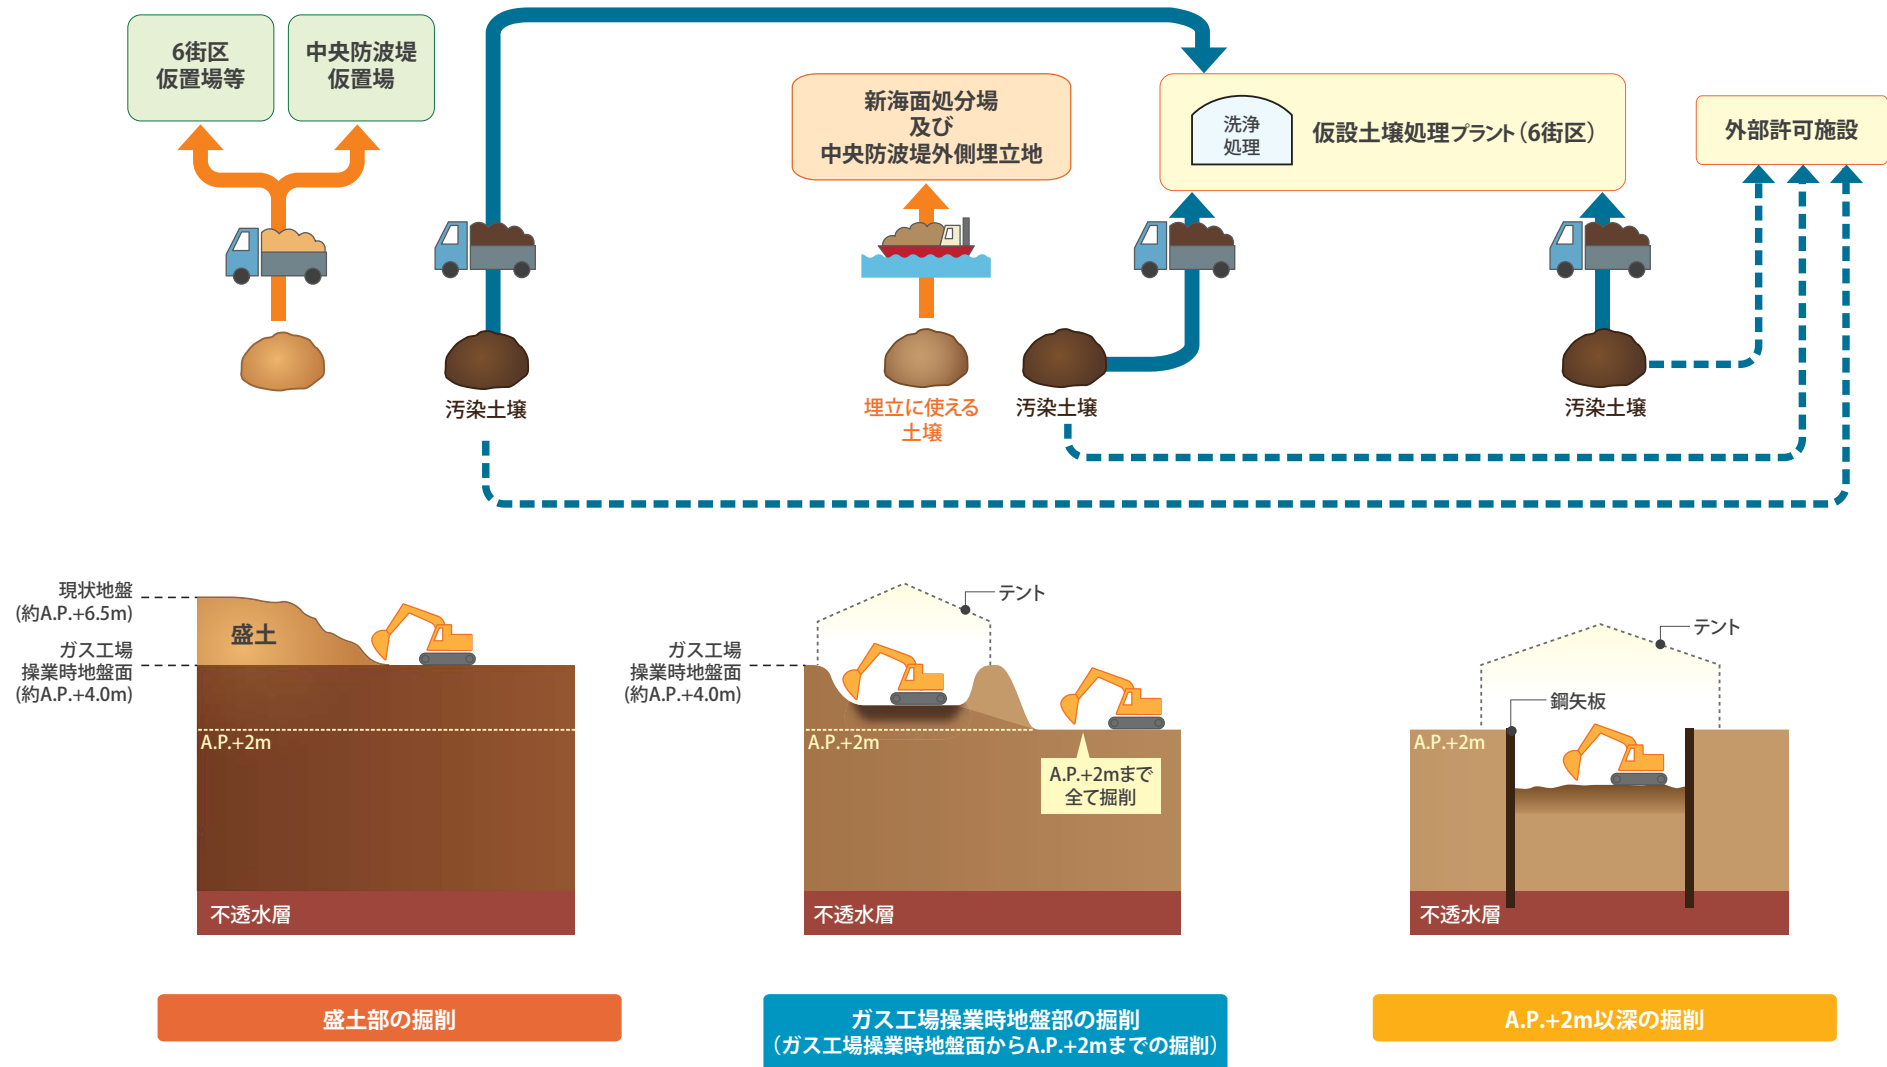 6街区
仮置場等
中央防波堤
仮置場
新海面処分場
及び
中央防波堤外側埋立地
洗浄
処理
仮設土壌処理プラント（6街区）
外部許可施設
汚染土壌
埋立に使える
土壌
汚染土壌
汚染土壌
現状地盤
(約A.P.+6.5m)
盛土
ガス工場
操業時地盤面
(約A.P.+4.0m)
A.P.+2m
不透水層
テント
ガス工場
操業時地盤面
(約A.P.+4.0m)
A.P.+2m
A.P.+2mまで
全て掘削
不透水層
テント
鋼矢板
A.P.+2m
不透水層
盛土部の掘削
ガス工場操業時地盤部の掘削
（ガス工場操業時地盤面からA.P.+2mまでの掘削）
A.P.+2m以深の掘削